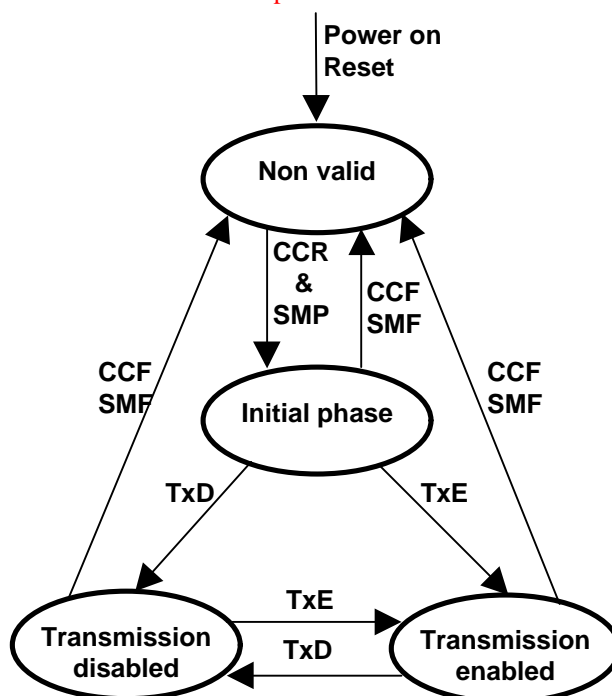 Power on
Reset
Non valid
CCR
&
SMP
CCF
SMF
CCF
SMF
CCF
SMF
Initial phase
TxD
TxE
TxE
Transmission
disabled
TxD
Transmission
enabled